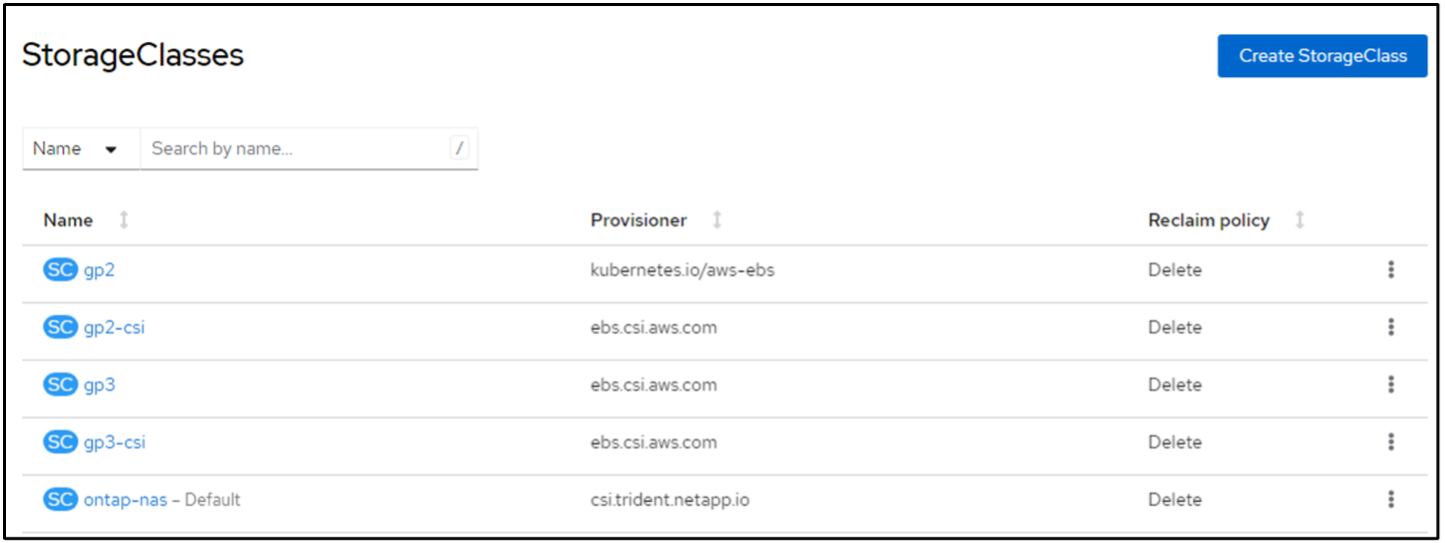 StorageClasses
Create StorageClass
Name Search by name... /
Name Provisioner Reclaim policy
SC gp2 kubernetes.io/aws-ebs Delete
SC gp2-csi ebs.csi.aws.com Delete
SC gp3 ebs.csi.aws.com Delete
SC gp3-csi ebs.csi.aws.com Delete
SC ontap-nas – Default csi.trident.netapp.io Delete